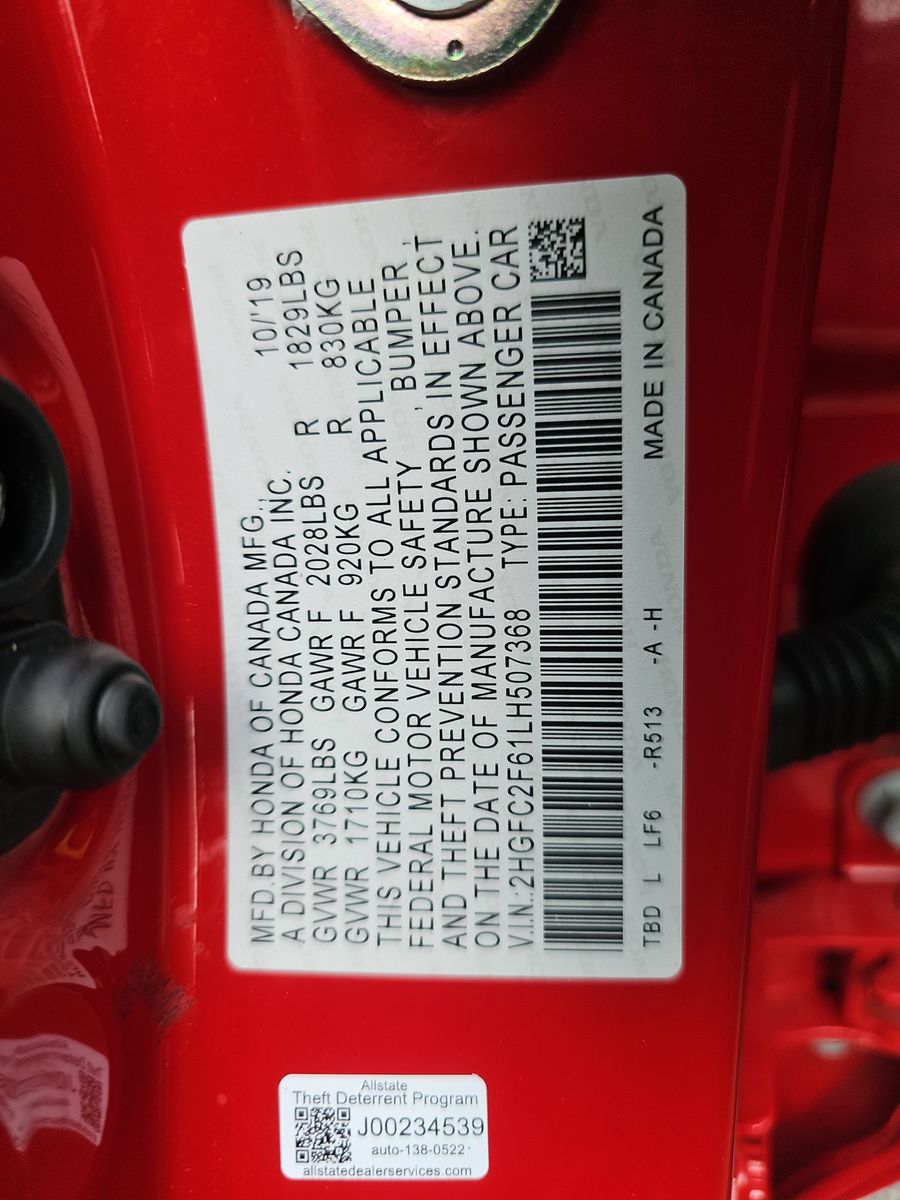 MFD.BY HONDA OF CANADA MFG., 10/'19
A DIVISION OF HONDA CANADA INC.
GVWR 3769LBS GAWR F 2028LBS R 1829LBS
GVWR 1710KG GAWR F 920KG R 830KG
THIS VEHICLE CONFORMS TO ALL APPLICABLE
FEDERAL MOTOR VEHICLE SAFETY, BUMPER,
AND THEFT PREVENTION STANDARDS IN EFFECT
ON THE DATE OF MANUFACTURE SHOWN ABOVE.
V.I.N.:2HGFC2F61LH507368 TYPE: PASSENGER CAR
TBD L LF6 -R513 -A -H MADE IN CANADA
Allstate
Theft Deterrent Program
J00234539
auto-138-0522
allstatedealerservices.com